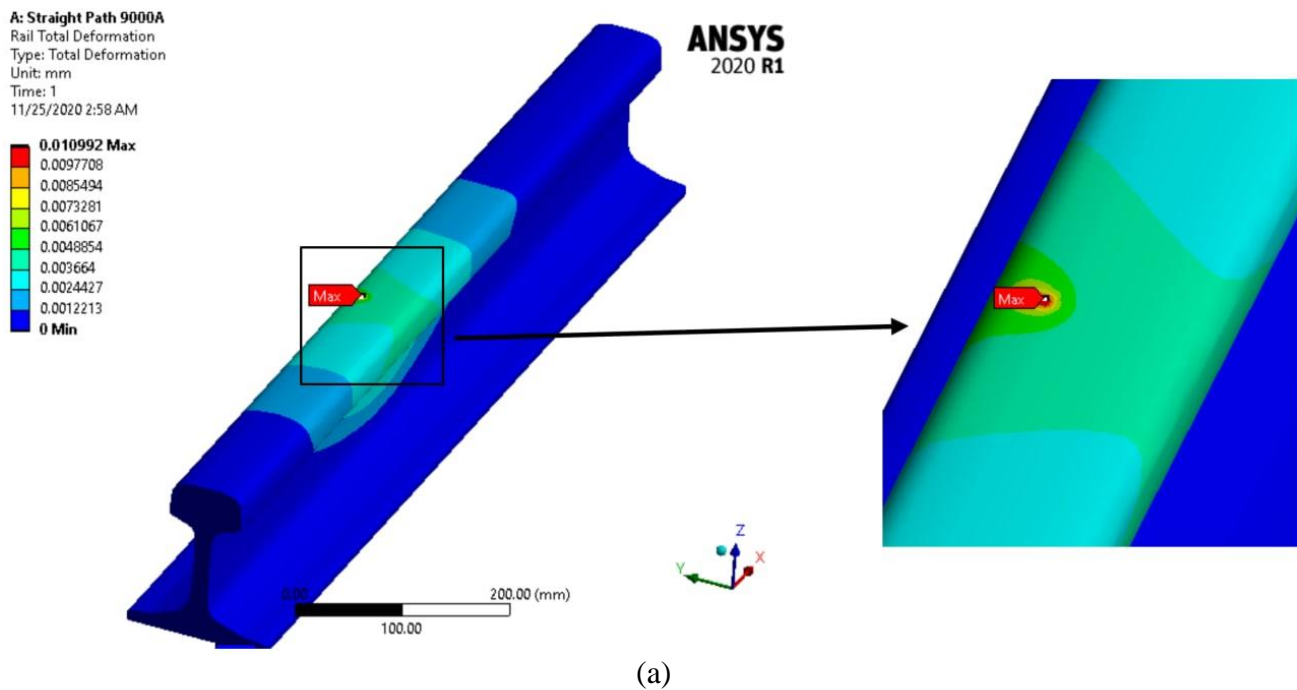 A: Straight Path 9000A
Rail Total Deformation
Type: Total Deformation
Unit: mm
Time: 1
11/25/2020 2:58 AM
ANSYS
2020 R1
0.010992 Max
0.0097708
0.0085494
0.0073281
0.0061067
0.0048854
0.003664
0.0024427
0.0012213
0 Min
Max
Max
Z
Y
X
0.00
200.00 (mm)
100.00
(a)